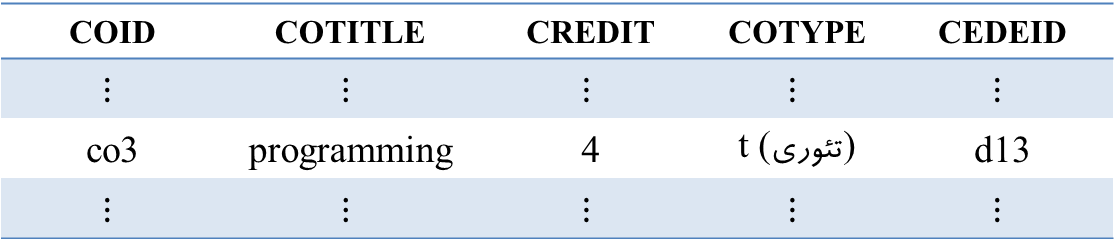 COID COTITLE CREDIT COTYPE CEDEID
⋮ ⋮ ⋮ ⋮ ⋮
co3 programming 4 t (تئوری) d13
⋮ ⋮ ⋮ ⋮ ⋮